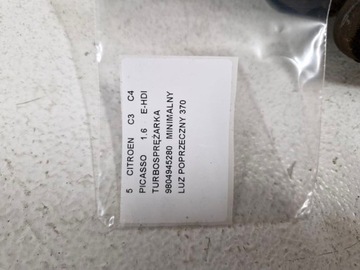 5 CITROEN C3 C4
PICASSO 1.6 E-HDI
TURBOSPRĘŻARKA
9804945280 MINIMALNY
LUZ POPRZECZNY 370